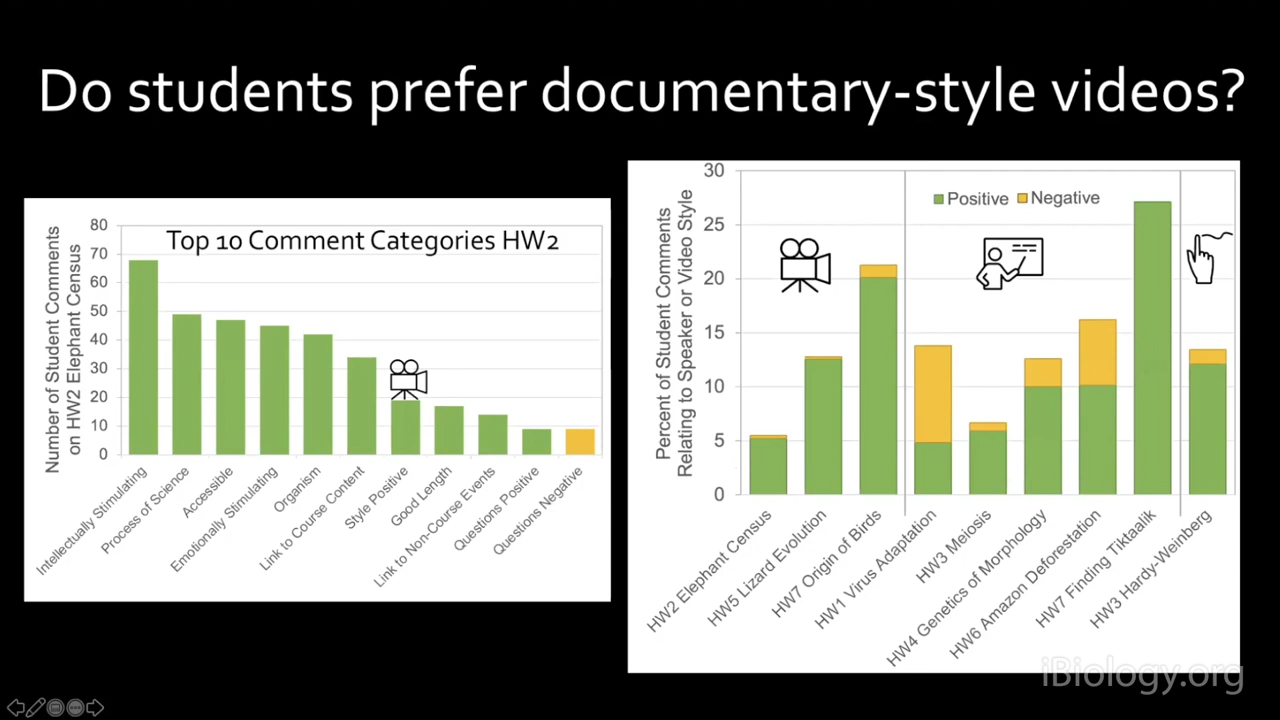 Do students prefer documentary-style videos?
Top 10 Comment Categories HW2
Number of Student Comments
on HW2 Elephant Census
80
70
60
50
40
30
20
10
0
Intellectually Stimulating
Process of Science
Accessible
Emotionally Stimulating
Organism
Link to Course Content
Style Positive
Good Length
Link to Non-Course Events
Questions Positive
Questions Negative
Percent of Student Comments
Relating to Speaker or Video Style
30
25
20
15
10
5
0
Positive
Negative
HW2 Elephant Census
HW5 Lizard Evolution
HW7 Origin of Birds
HW1 Virus Adaptation
HW3 Meiosis
HW4 Genetics of Morphology
HW6 Amazon Deforestation
HW7 Finding Tiktaalik
HW3 Hardy-Weinberg
iBiology.org